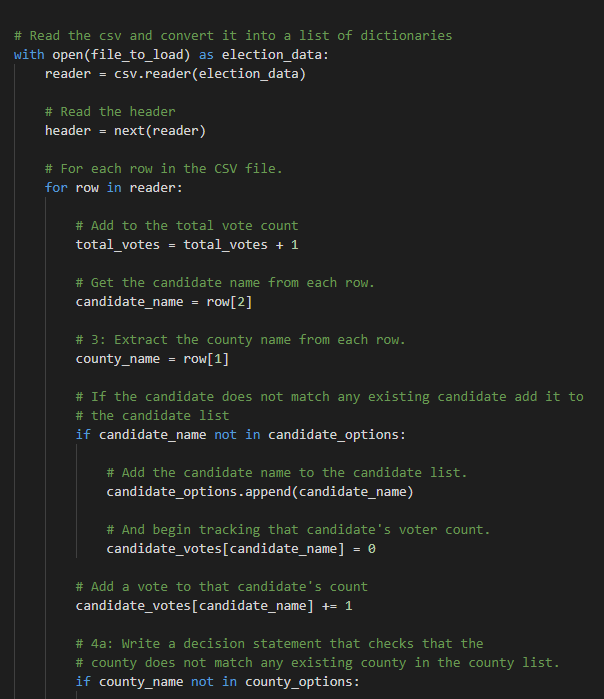 # Read the csv and convert it into a list of dictionaries
with open(file_to_load) as election_data:
    reader = csv.reader(election_data)
    # Read the header
    header = next(reader)
    # For each row in the CSV file.
    for row in reader:
        # Add to the total vote count
        total_votes = total_votes + 1
        # Get the candidate name from each row.
        candidate_name = row[2]
        # 3: Extract the county name from each row.
        county_name = row[1]
        # If the candidate does not match any existing candidate add it to
        # the candidate list
        if candidate_name not in candidate_options:
            # Add the candidate name to the candidate list.
            candidate_options.append(candidate_name)
            # And begin tracking that candidate's voter count.
            candidate_votes[candidate_name] = 0
        # Add a vote to that candidate's count
        candidate_votes[candidate_name] += 1
        # 4a: Write a decision statement that checks that the
        # county does not match any existing county in the county list.
        if county_name not in county_options: